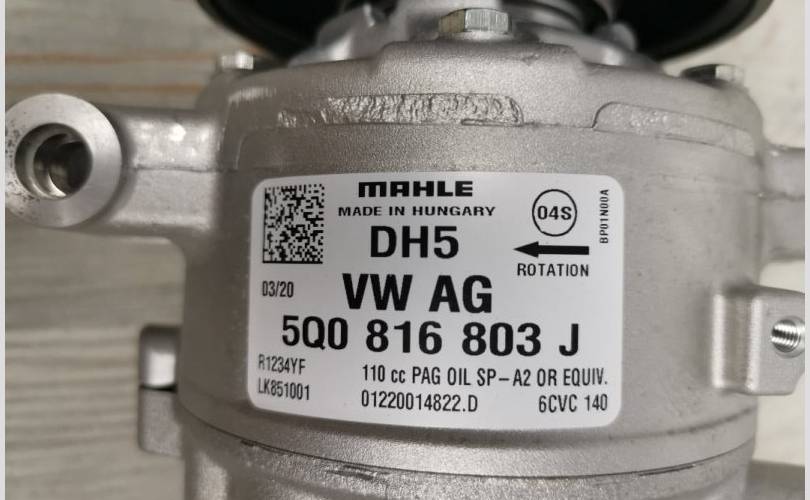 MAHLE
MADE IN HUNGARY
04S
BP01N00A
DH5
ROTATION
03/20
VW AG
5Q0 816 803 J
R1234YF
110 cc PAG OIL SP-A2 OR EQUIV.
LK851001
01220014822.D
6CVC 140